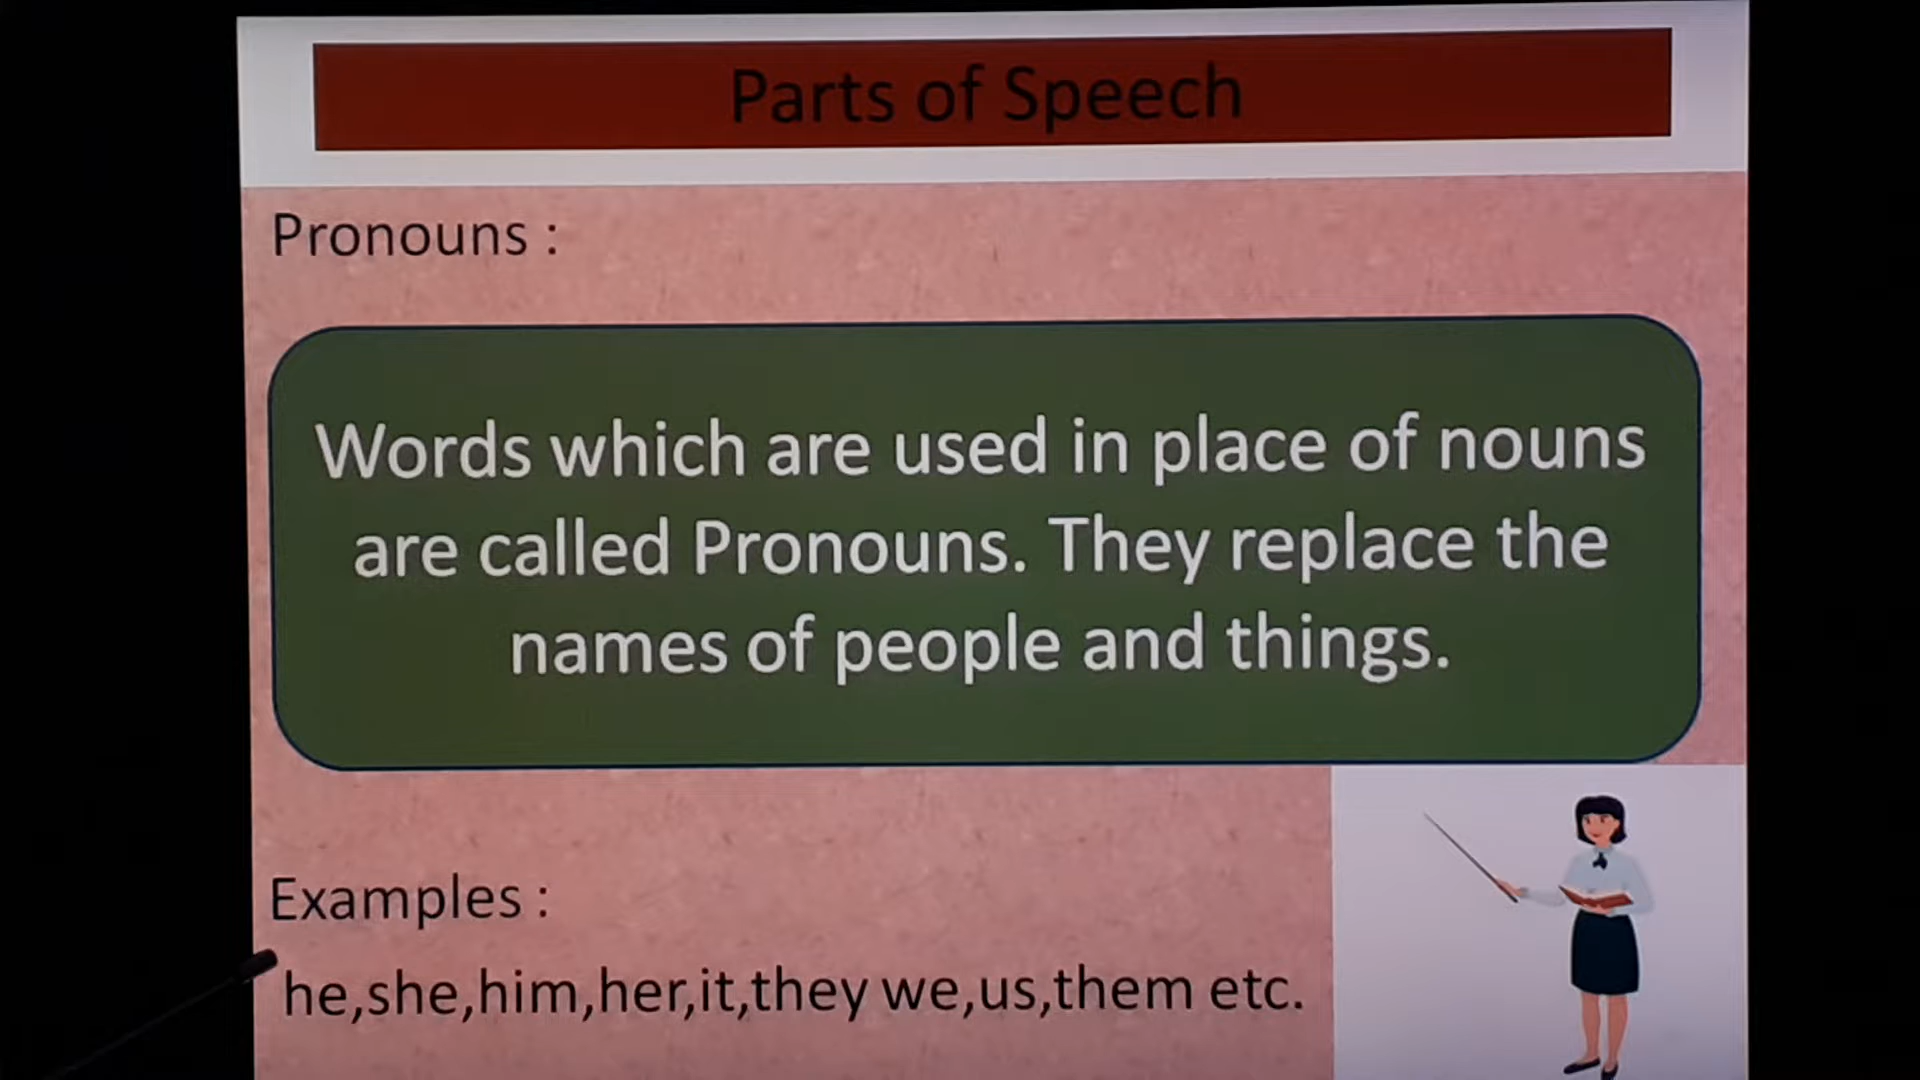 Parts of Speech
Pronouns :
Words which are used in place of nouns
are called Pronouns. They replace the
names of people and things.
Examples :
he,she,him,her,it,they we,us,them etc.